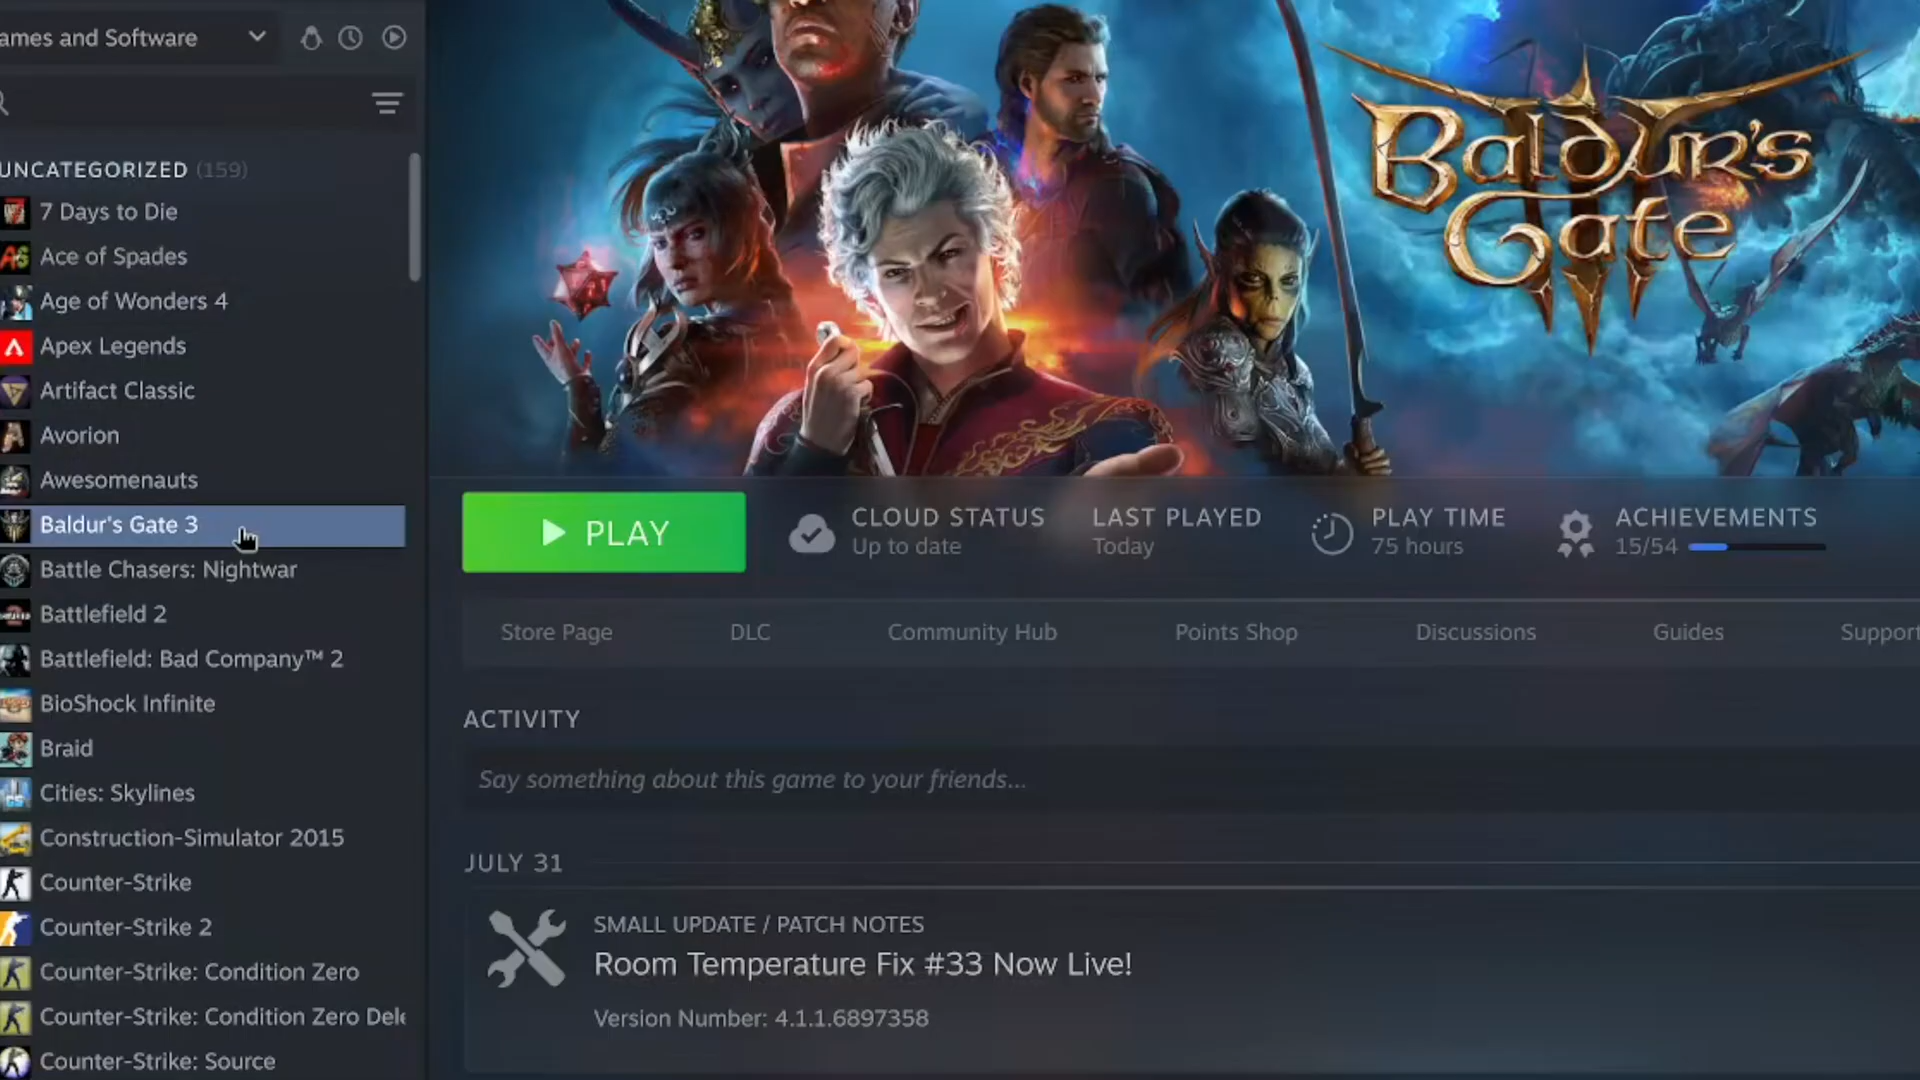 ames and Software
UNCATEGORIZED (159)
7 Days to Die
Ace of Spades
Age of Wonders 4
Apex Legends
Artifact Classic
Avorion
Awesomenauts
Baldur's Gate 3
Battle Chasers: Nightwar
Battlefield 2
Battlefield: Bad Company™ 2
BioShock Infinite
Braid
Cities: Skylines
Construction-Simulator 2015
Counter-Strike
Counter-Strike 2
Counter-Strike: Condition Zero
Counter-Strike: Condition Zero Dele
Counter-Strike: Source
Baldur's
Gate
III
PLAY
CLOUD STATUS
Up to date
LAST PLAYED
Today
PLAY TIME
75 hours
ACHIEVEMENTS
15/54
Store Page DLC Community Hub Points Shop Discussions Guides Support
ACTIVITY
Say something about this game to your friends...
JULY 31
SMALL UPDATE / PATCH NOTES
Room Temperature Fix #33 Now Live!
Version Number: 4.1.1.6897358